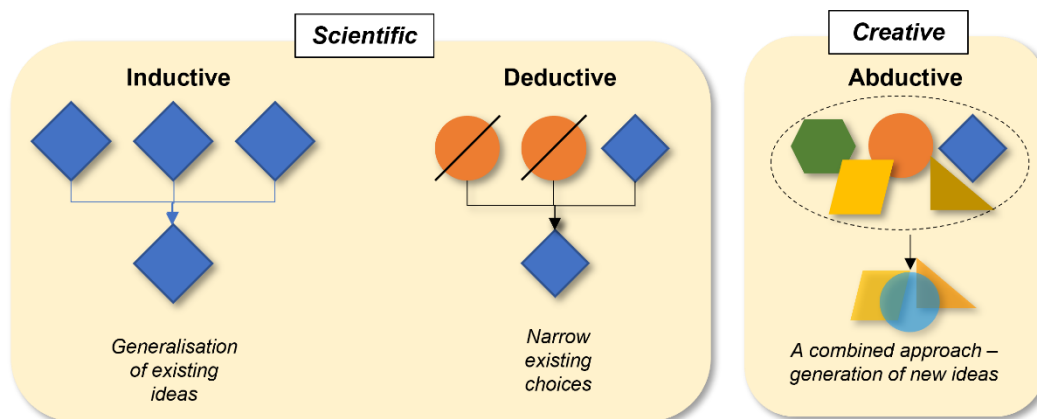 Scientific
Inductive
Deductive
Generalisation
of existing
ideas
Narrow
existing
choices
Creative
Abductive
A combined approach –
generation of new ideas